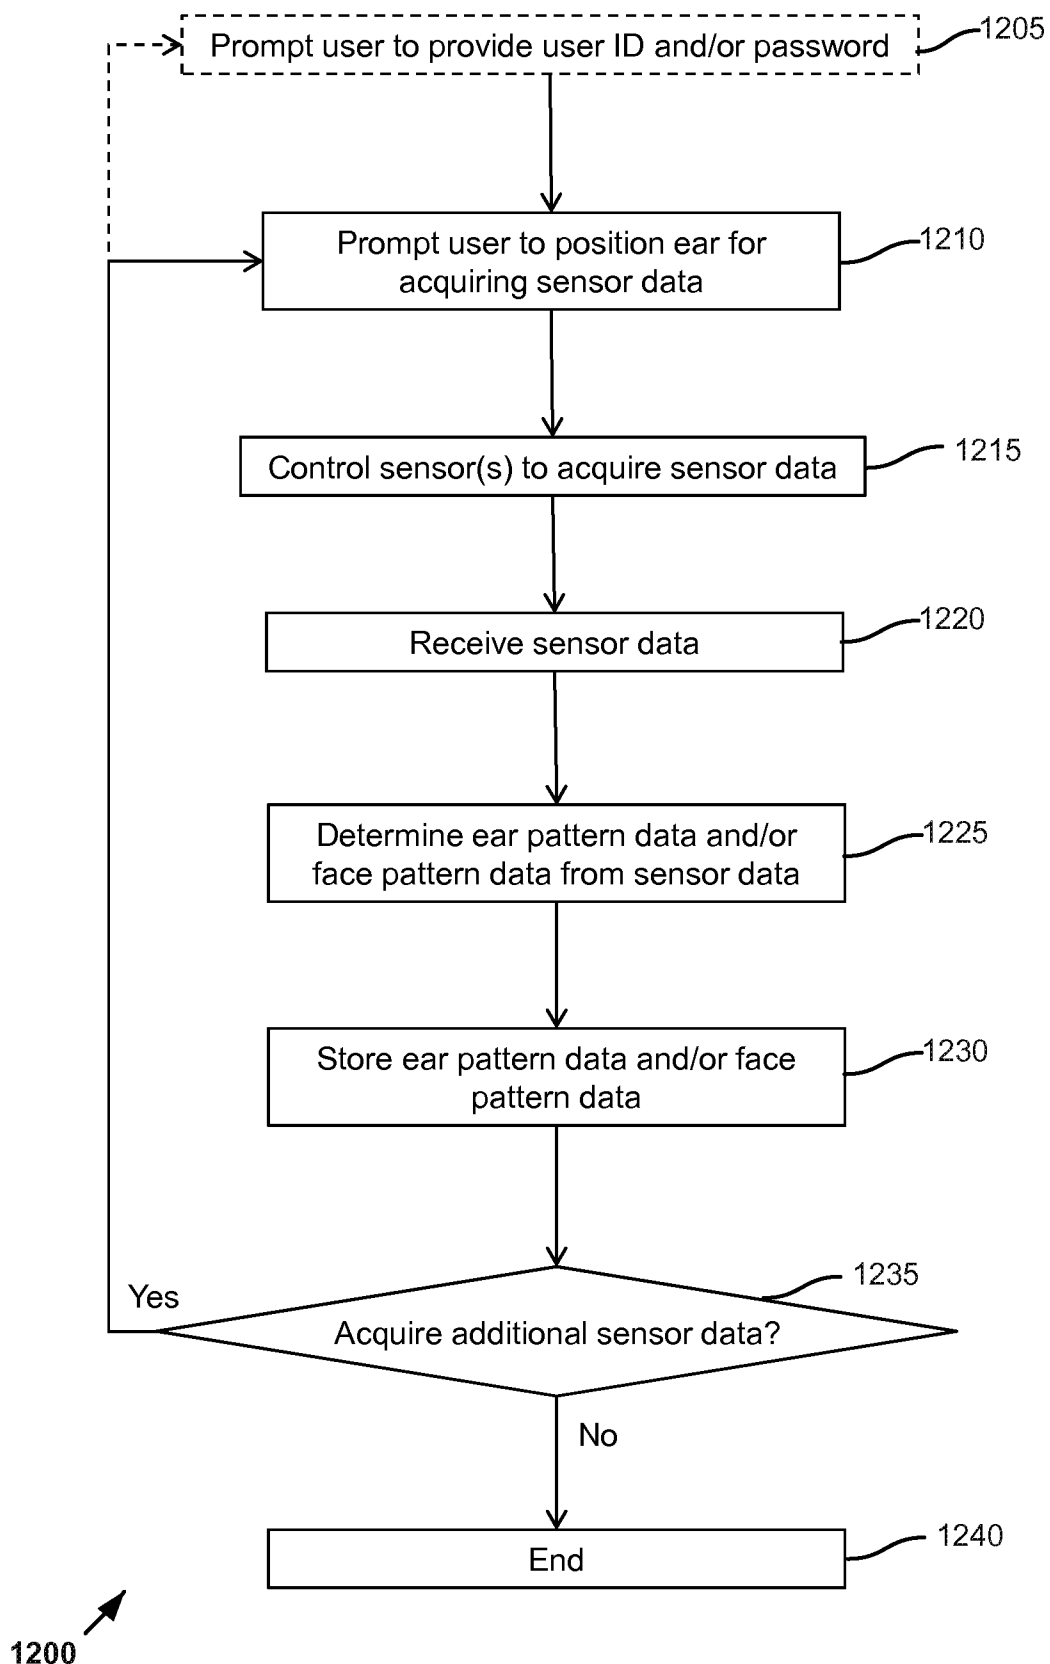 Prompt user to provide user ID and/or password
1205
Prompt user to position ear for
acquiring sensor data
1210
Control sensor(s) to acquire sensor data
1215
Receive sensor data
1220
Determine ear pattern data and/or
face pattern data from sensor data
1225
Store ear pattern data and/or face
pattern data
1230
Yes
1235
Acquire additional sensor data?
No
End
1240
1200